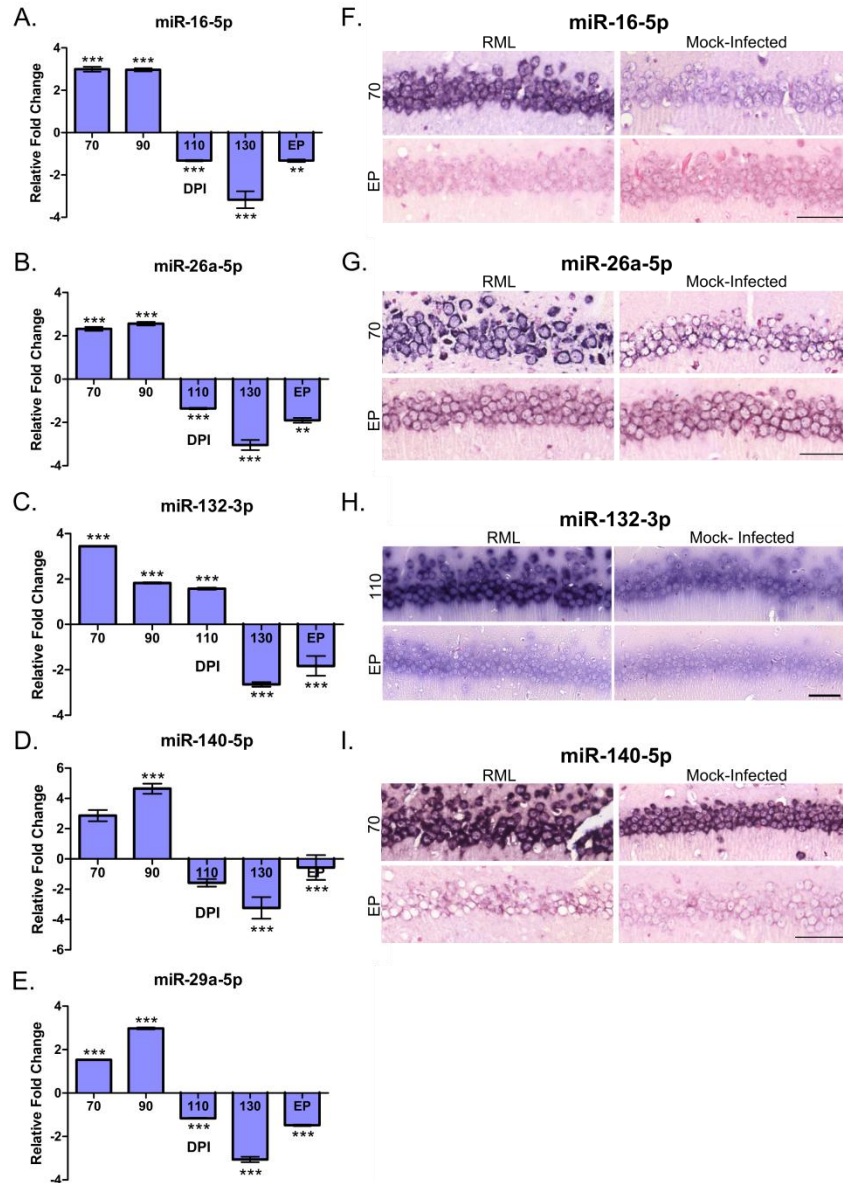 A.
miR-16-5p
Relative Fold Change
4
2
0
-2
-4
***
***
70
90
110
130
EP
***
DPI
**
***
B.
miR-26a-5p
Relative Fold Change
4
2
0
-2
-4
***
***
70
90
110
130
EP
***
DPI
**
***
C.
miR-132-3p
Relative Fold Change
4
2
0
-2
-4
***
***
***
70
90
110
130
EP
DPI
***
***
D.
miR-140-5p
Relative Fold Change
6
4
2
0
-2
-4
-6
***
70
90
110
130
EP
DPI
***
***
E.
miR-29a-5p
Relative Fold Change
4
2
0
-2
-4
***
***
70
90
110
130
EP
***
DPI
***
***
F.
miR-16-5p
RML Mock-Infected
70
EP
G.
miR-26a-5p
RML Mock-Infected
70
EP
H.
miR-132-3p
RML Mock- Infected
110
EP
I.
miR-140-5p
RML Mock-Infected
70
EP